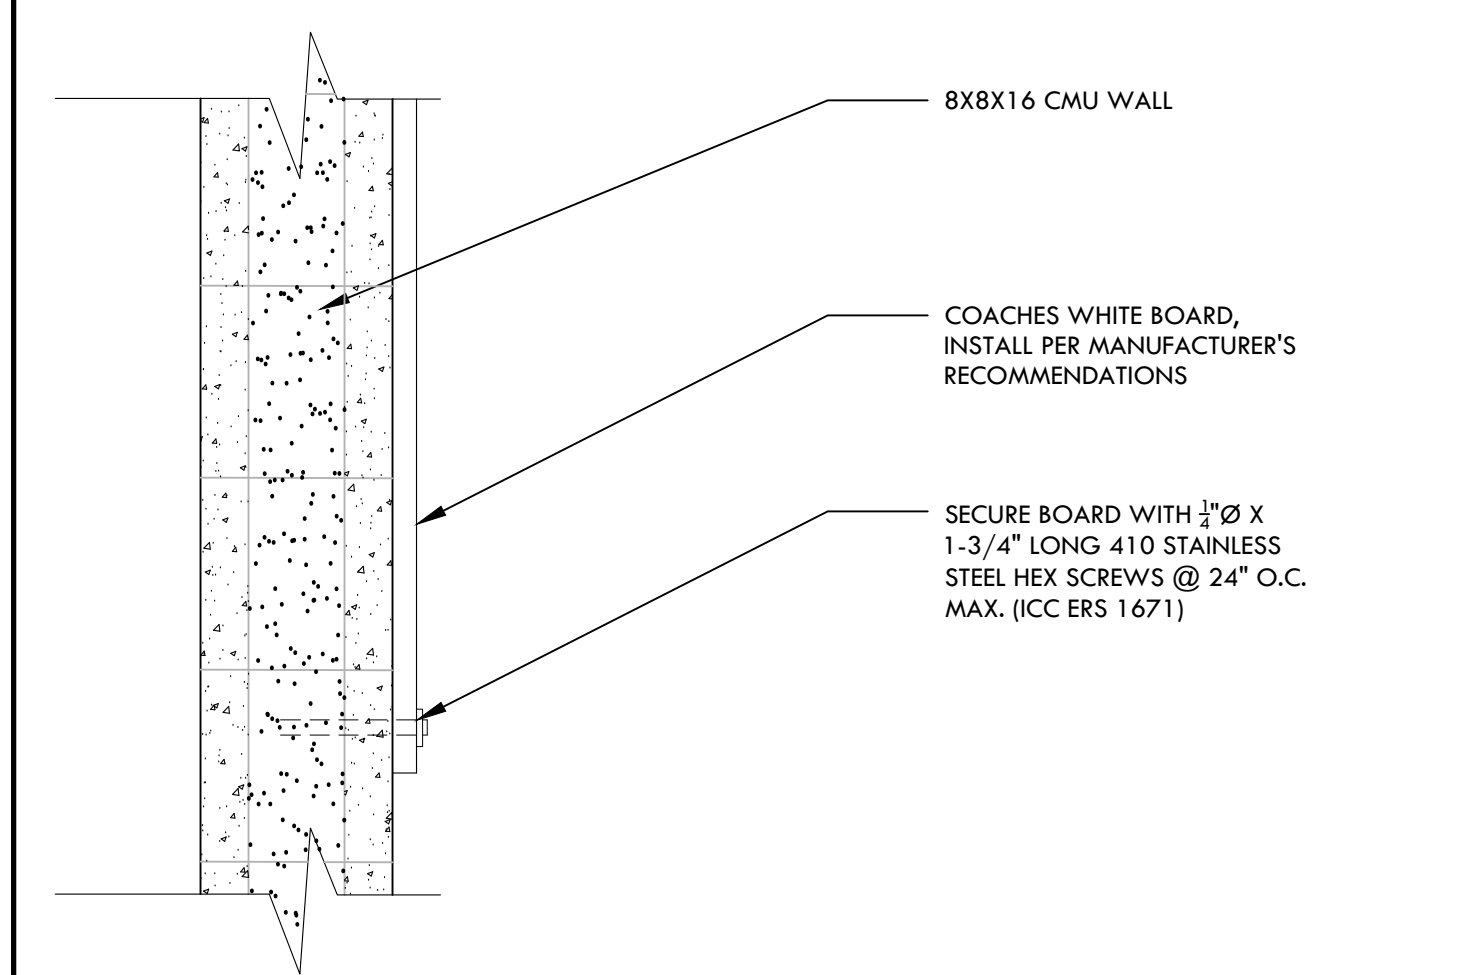 8X8X16 CMU WALL
COACHES WHITE BOARD,
INSTALL PER MANUFACTURER'S
RECOMMENDATIONS
SECURE BOARD WITH 1/4"Ø X
1-3/4" LONG 410 STAINLESS
STEEL HEX SCREWS @ 24" O.C.
MAX. (ICC ERS 1671)